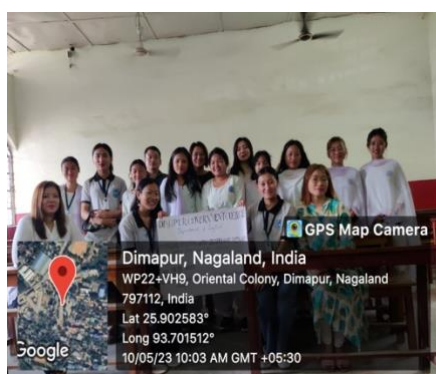 GPS Map Camera
Dimapur, Nagaland, India
WP22+VH9, Oriental Colony, Dimapur, Nagaland
797112, India
Lat 25.902583°
Long 93.701512°
10/05/23 10:03 AM GMT +05:30
Google